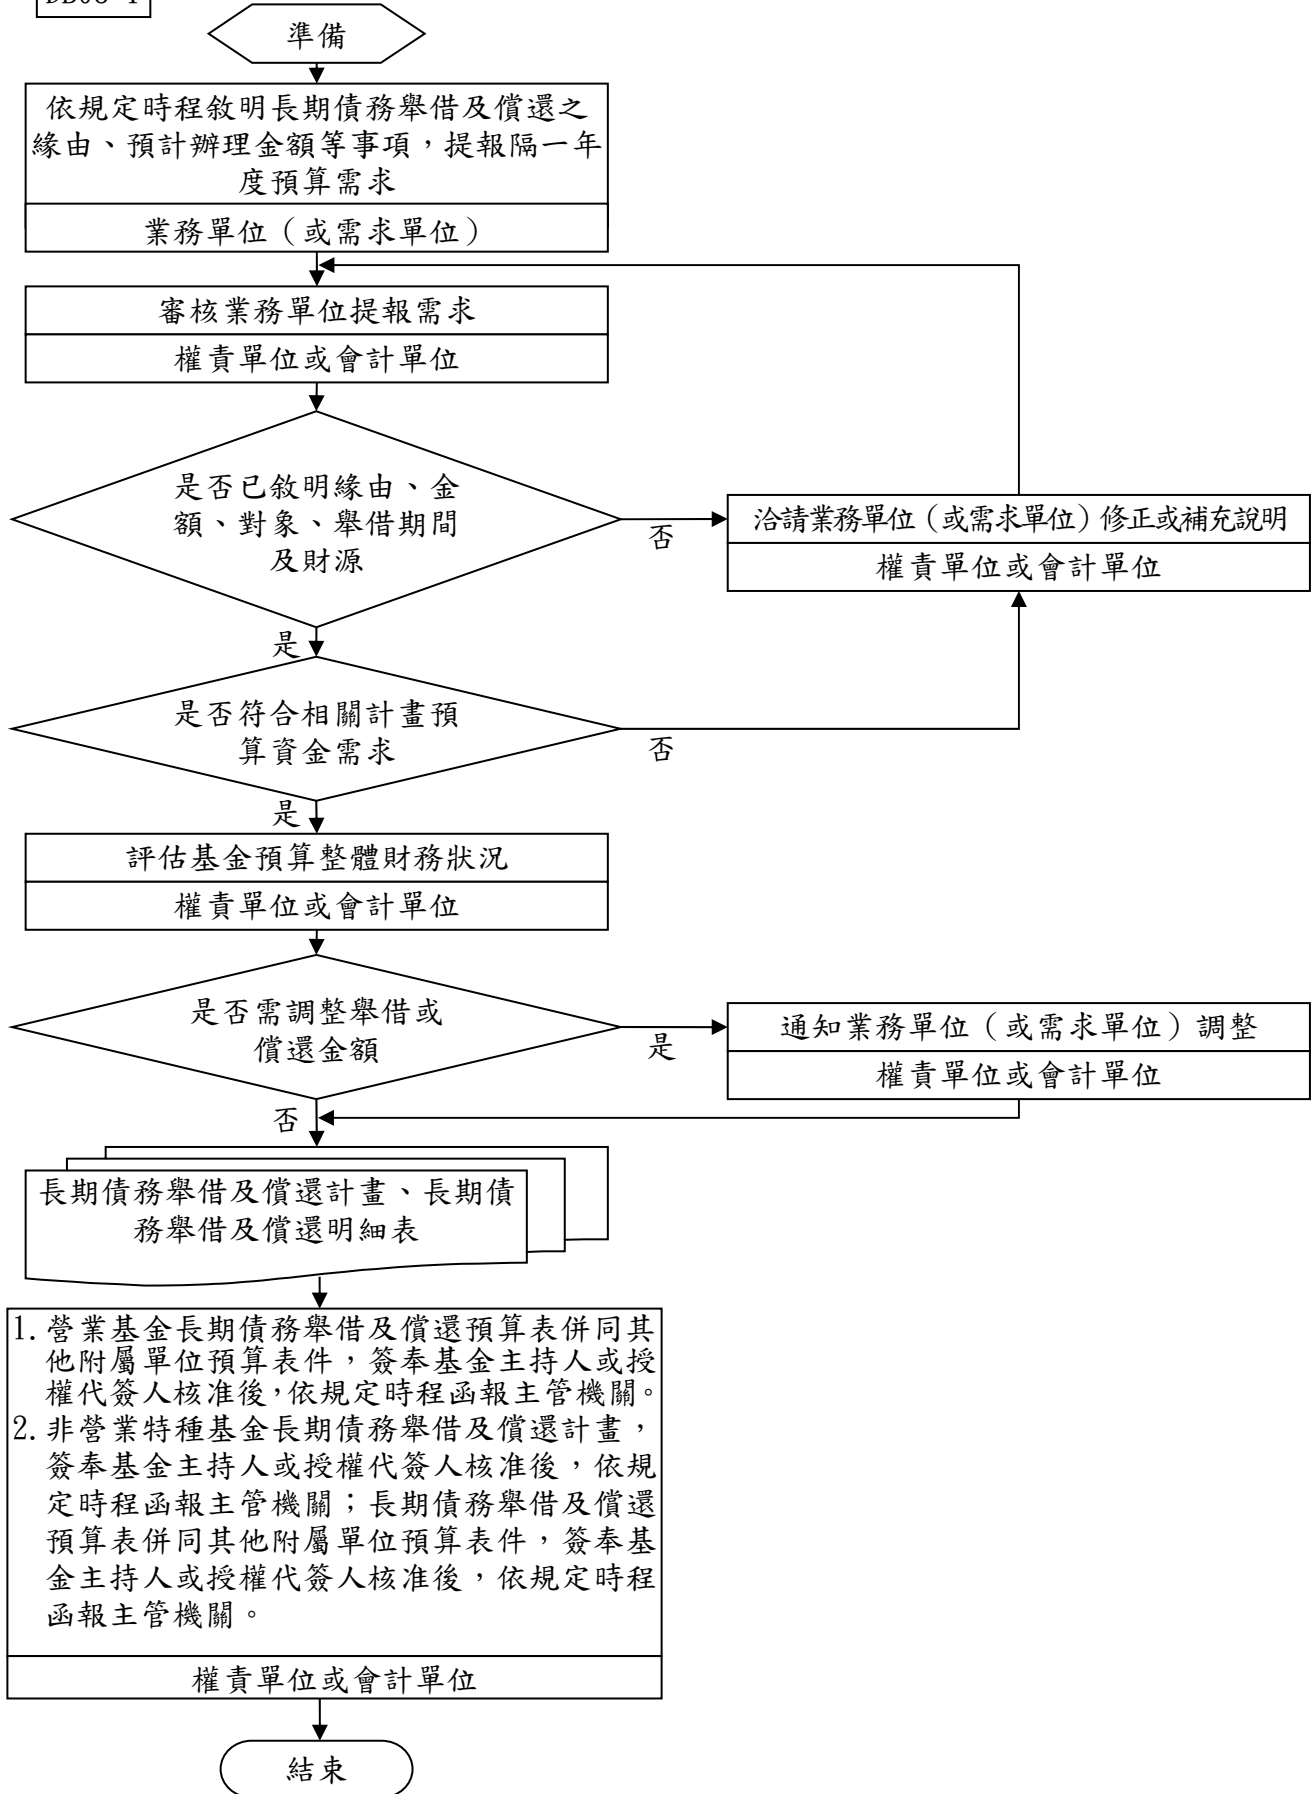 準備
依規定時程敘明長期債務舉借及償還之
緣由、預計辦理金額等事項，提報隔一年
度預算需求
業務單位（或需求單位）
審核業務單位提報需求
權責單位或會計單位
是否已敘明緣由、金
額、對象、舉借期間
及財源
否
洽請業務單位（或需求單位）修正或補充說明
權責單位或會計單位
是
是否符合相關計畫預
算資金需求
否
是
評估基金預算整體財務狀況
權責單位或會計單位
是否需調整舉借或
償還金額
是
通知業務單位（或需求單位）調整
權責單位或會計單位
否
長期債務舉借及償還計畫、長期債
務舉借及償還明細表
1. 營業基金長期債務舉借及償還預算表併同其
他附屬單位預算表件，簽奉基金主持人或授
權代簽人核准後，依規定時程函報主管機關。
2. 非營業特種基金長期債務舉借及償還計畫，
簽奉基金主持人或授權代簽人核准後，依規
定時程函報主管機關；長期債務舉借及償還
預算表併同其他附屬單位預算表件，簽奉基
金主持人或授權代簽人核准後，依規定時程
函報主管機關。
權責單位或會計單位
結束